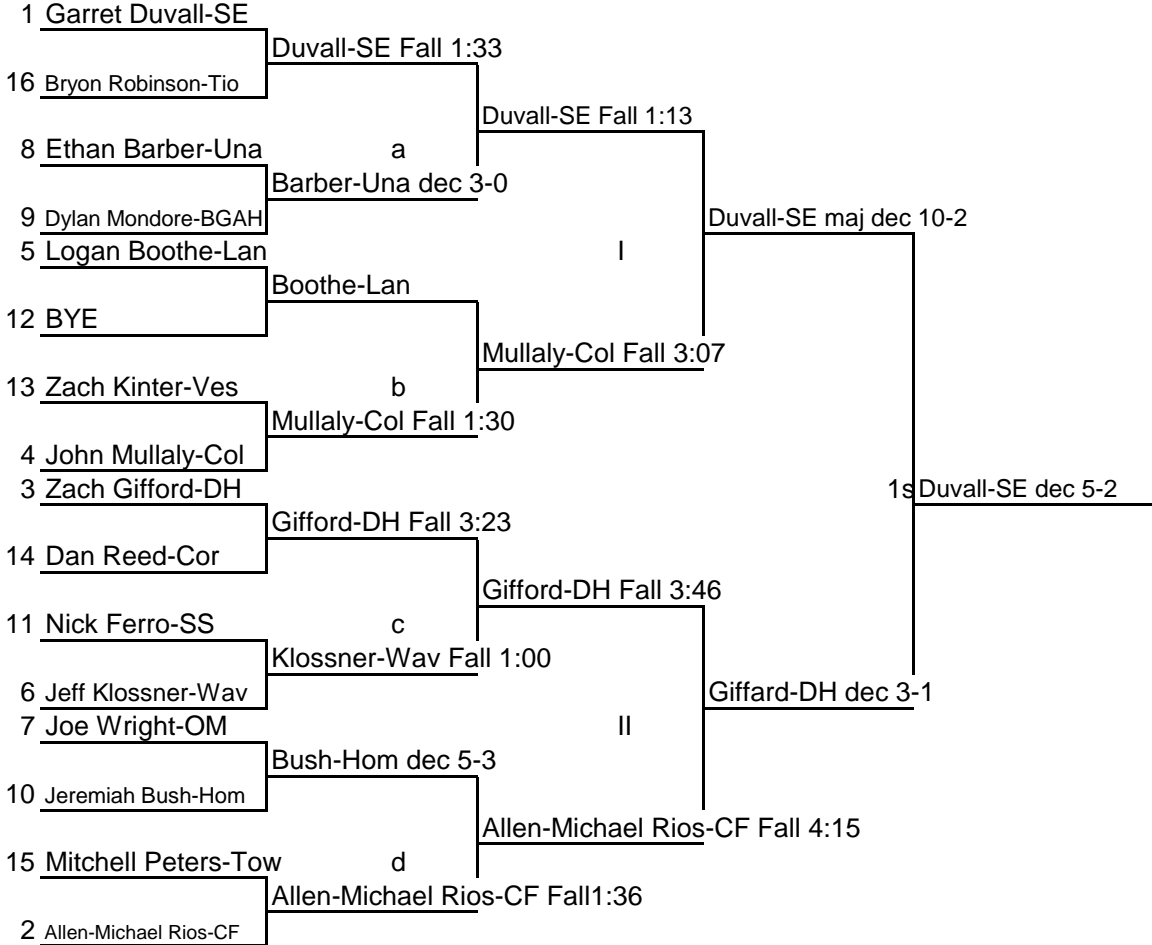 1 Garret Duvall-SE
Duvall-SE Fall 1:33
16 Bryon Robinson-Tio
Duvall-SE Fall 1:13
8 Ethan Barber-Una a
Barber-Una dec 3-0
9 Dylan Mondore-BGAH Duvall-SE maj dec 10-2
5 Logan Boothe-Lan I
Boothe-Lan
12 BYE
Mullaly-Col Fall 3:07
13 Zach Kinter-Ves b
Mullaly-Col Fall 1:30
4 John Mullaly-Col
3 Zach Gifford-DH 1s Duvall-SE dec 5-2
Gifford-DH Fall 3:23
14 Dan Reed-Cor
Gifford-DH Fall 3:46
11 Nick Ferro-SS c
Klossner-Wav Fall 1:00
6 Jeff Klossner-Wav Giffard-DH dec 3-1
7 Joe Wright-OM II
Bush-Hom dec 5-3
10 Jeremiah Bush-Hom
Allen-Michael Rios-CF Fall 4:15
15 Mitchell Peters-Tow d
Allen-Michael Rios-CF Fall1:36
2 Allen-Michael Rios-CF